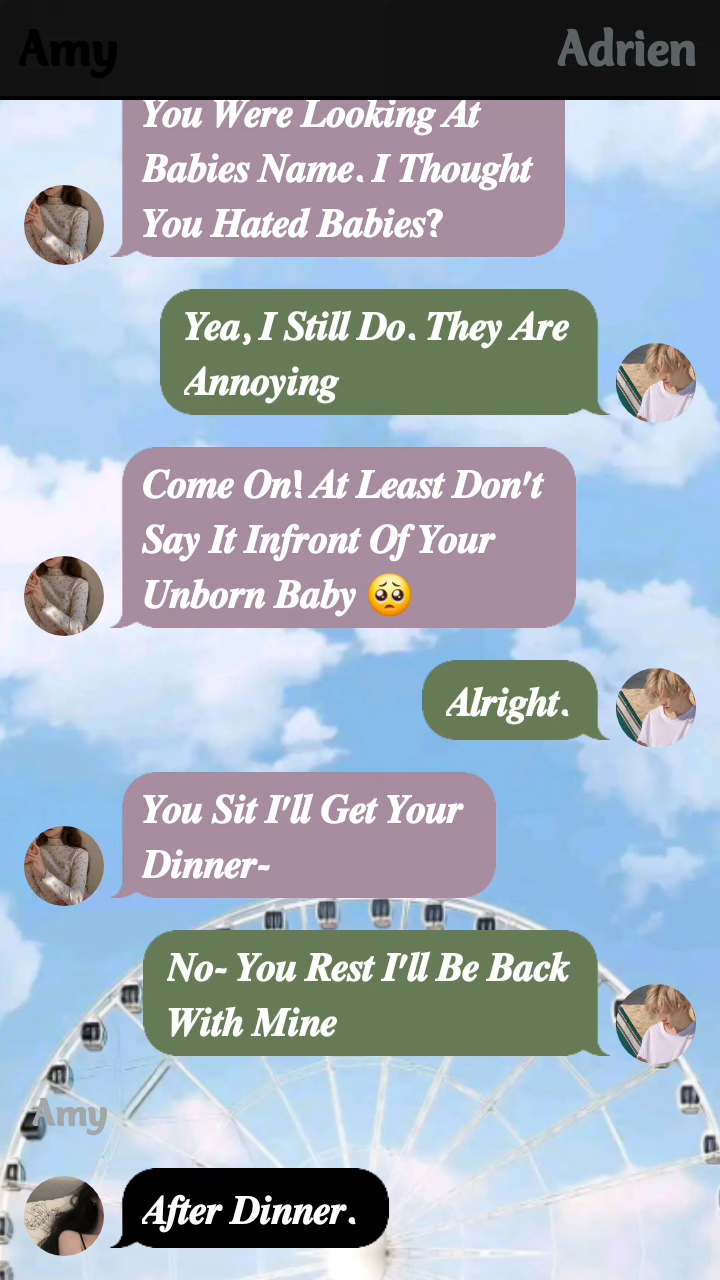 Amy
Adrien
You Were Looking At
Babies Name. I Thought
You Hated Babies?
Yea, I Still Do. They Are
Annoying
Come On! At Least Don't
Say It Infront Of Your
Unborn Baby 🥺
Alright.
You Sit I'll Get Your
Dinner-
No- You Rest I'll Be Back
With Mine
Amy
After Dinner.